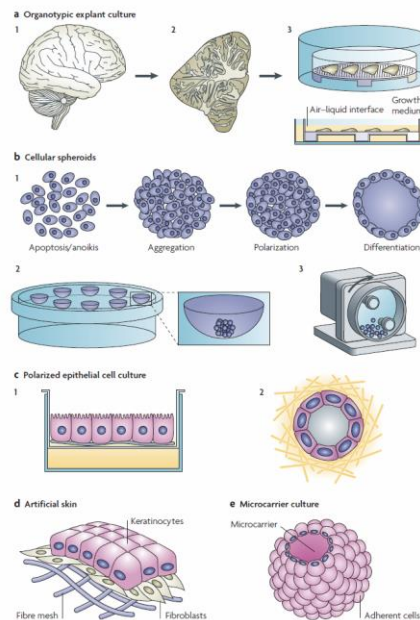 a Organotypic explant culture
1
2
3
Air–liquid interface
Growth
medium
b Cellular spheroids
1
Apoptosis/anoikis
Aggregation
Polarization
Differentiation
2
3
c Polarized epithelial cell culture
1
2
d Artificial skin
Keratinocytes
Fibre mesh
Fibroblasts
e Microcarrier culture
Microcarrier
Adherent cells